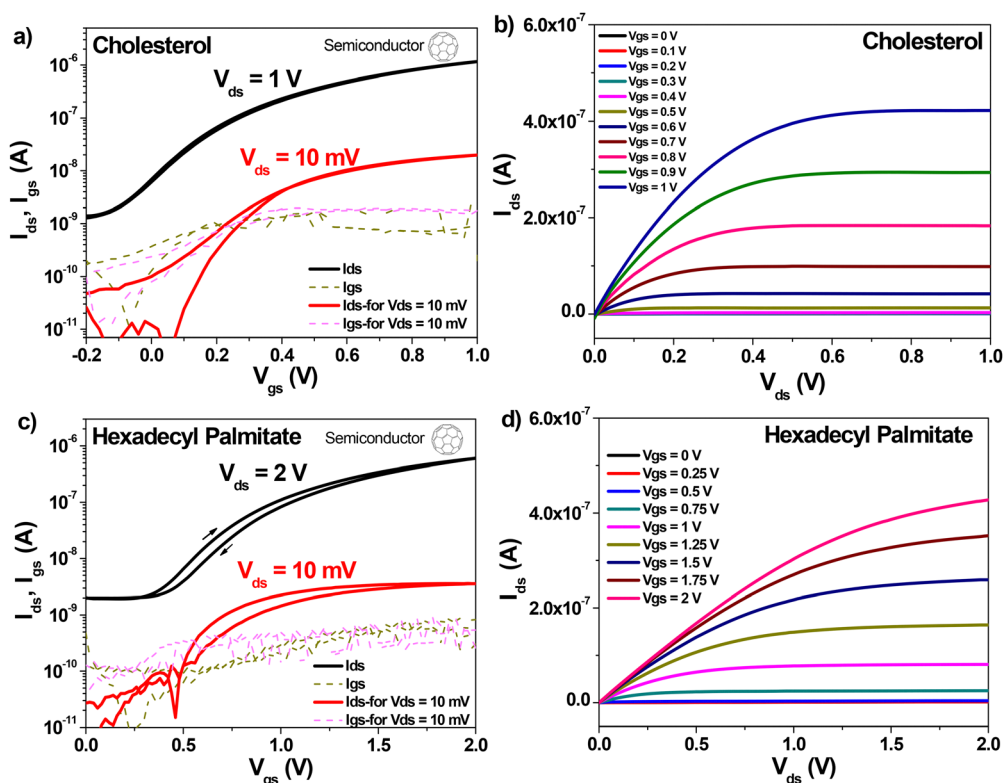 a)
Cholesterol
Semiconductor
V_ds = 1 V
V_ds = 10 mV
Ids
Igs
Ids-for Vds = 10 mV
Igs-for Vds = 10 mV
10^-6
10^-7
10^-8
10^-9
10^-10
10^-11
I_ds, I_gs (A)
-0.2 0.0 0.2 0.4 0.6 0.8 1.0
V_gs (V)
b)
Cholesterol
Vgs = 0 V
Vgs = 0.1 V
Vgs = 0.2 V
Vgs = 0.3 V
Vgs = 0.4 V
Vgs = 0.5 V
Vgs = 0.6 V
Vgs = 0.7 V
Vgs = 0.8 V
Vgs = 0.9 V
Vgs = 1 V
6.0x10^-7
4.0x10^-7
2.0x10^-7
0.0
I_ds (A)
0.0 0.2 0.4 0.6 0.8 1.0
V_ds (V)
c)
Hexadecyl Palmitate
Semiconductor
V_ds = 2 V
V_ds = 10 mV
Ids
Igs
Ids-for Vds = 10 mV
Igs-for Vds = 10 mV
10^-6
10^-7
10^-8
10^-9
10^-10
10^-11
I_ds, I_gs (A)
0.0 0.5 1.0 1.5 2.0
V_gs (V)
d)
Hexadecyl Palmitate
Vgs = 0 V
Vgs = 0.25 V
Vgs = 0.5 V
Vgs = 0.75 V
Vgs = 1 V
Vgs = 1.25 V
Vgs = 1.5 V
Vgs = 1.75 V
Vgs = 2 V
6.0x10^-7
4.0x10^-7
2.0x10^-7
0.0
I_ds (A)
0.0 0.5 1.0 1.5 2.0
V_ds (V)